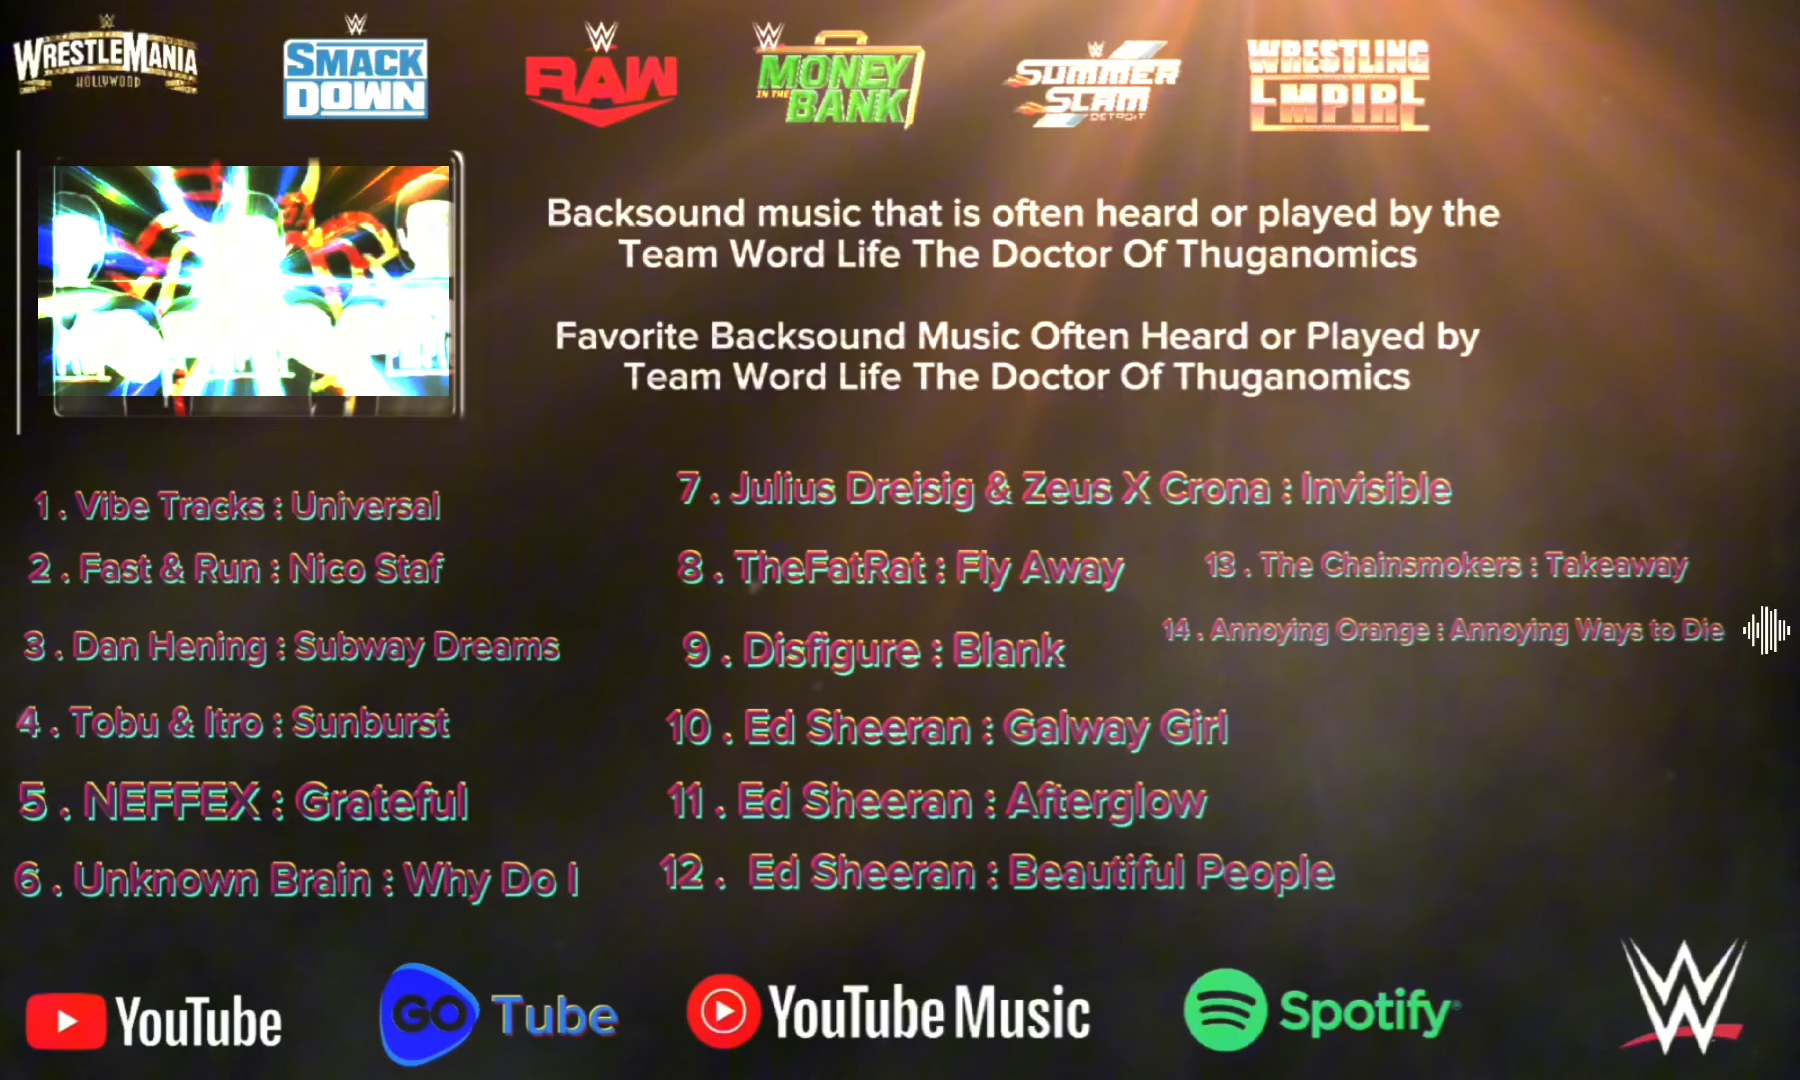 W
WRESTLEMANIA
HOLLYWOOD
W
SMACK
DOWN
W
RAW
W
MONEY
IN THE
BANK
W
SUMMER
SLAM
DETROIT
WRESTLING
EMPIRE
Backsound music that is often heard or played by the
Team Word Life The Doctor Of Thuganomics
Favorite Backsound Music Often Heard or Played by
Team Word Life The Doctor Of Thuganomics
1 . Vibe Tracks : Universal
2 . Fast & Run : Nico Staf
3 . Dan Hening : Subway Dreams
4 . Tobu & Itro : Sunburst
5 . NEFFEX : Grateful
6 . Unknown Brain : Why Do I
7 . Julius Dreisig & Zeus X Crona : Invisible
8 . TheFatRat : Fly Away
9 . Disfigure : Blank
10 . Ed Sheeran : Galway Girl
11 . Ed Sheeran : Afterglow
12 . Ed Sheeran : Beautiful People
13 . The Chainsmokers : Takeaway
14 . Annoying Orange : Annoying Ways to Die
YouTube
GO Tube
YouTube Music
Spotify®
W